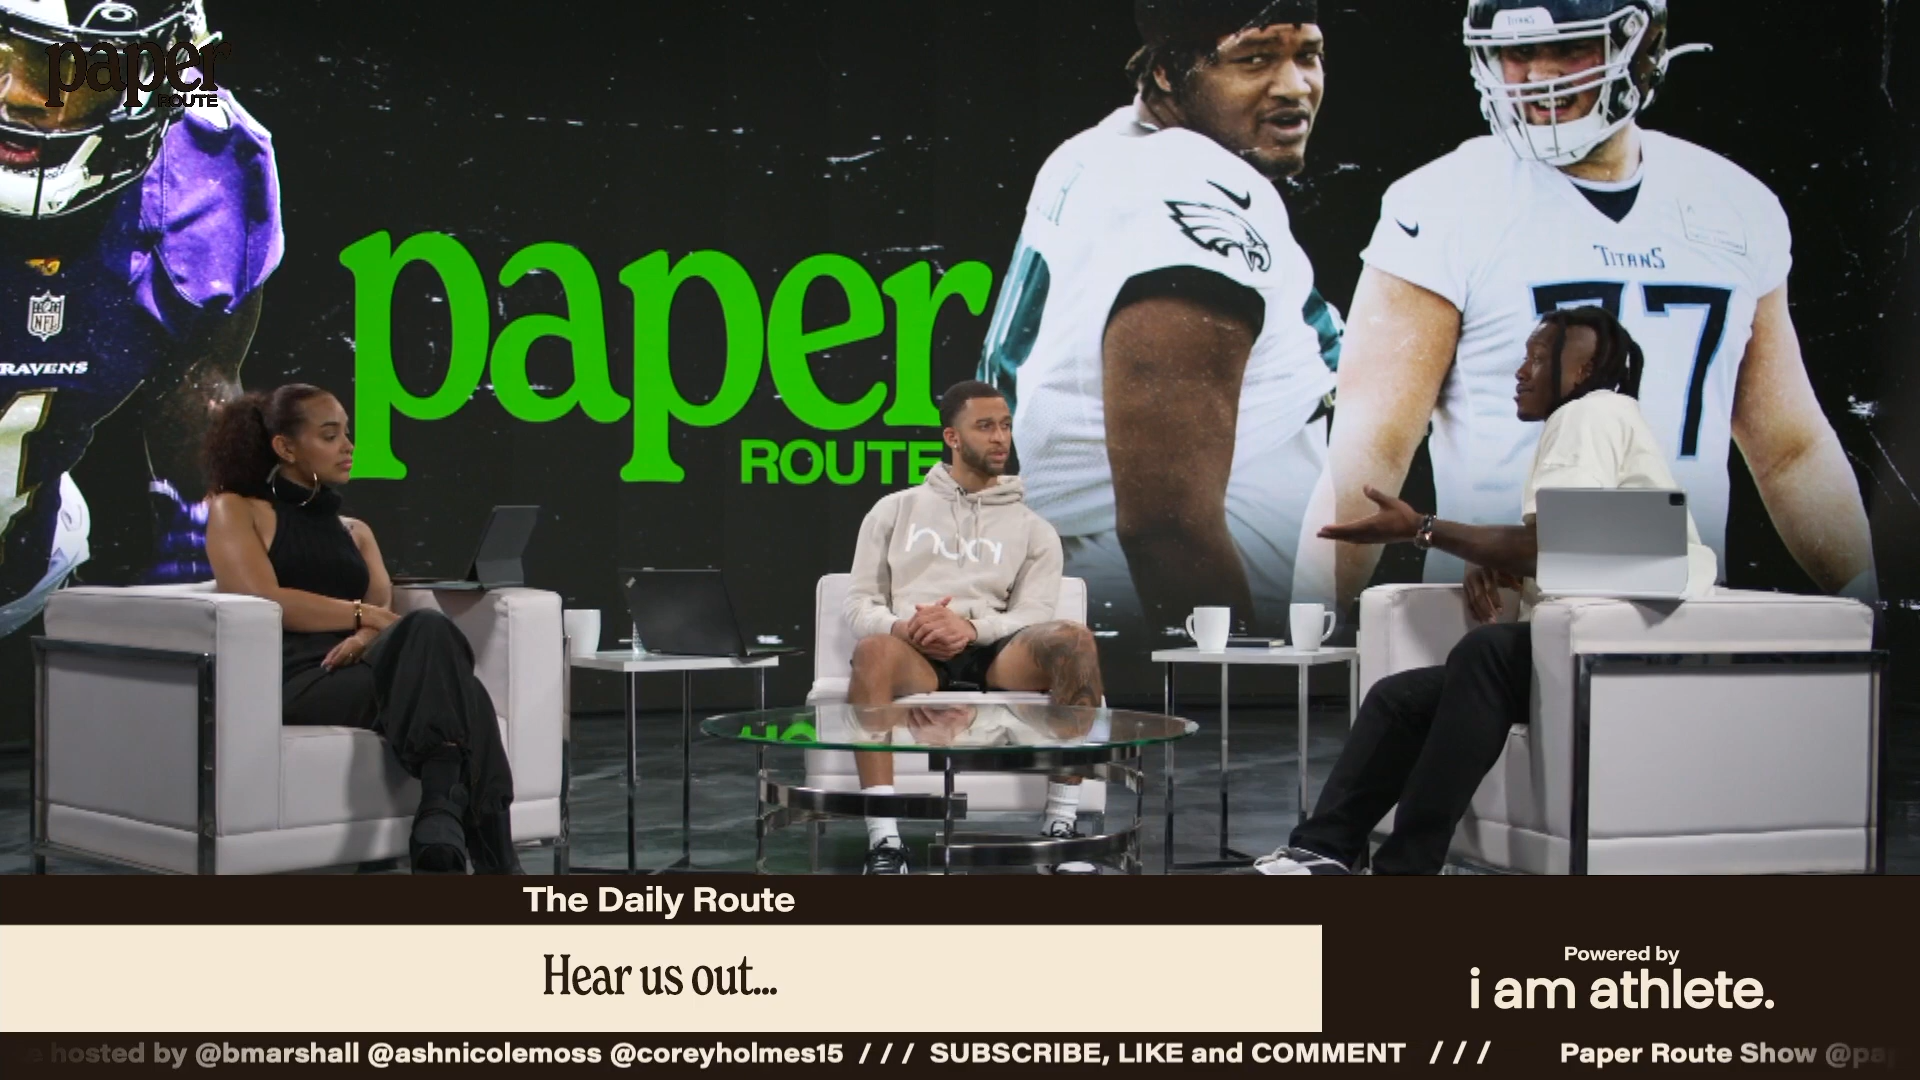 paper
ROUTE
TITANS
NFL
RAVENS
paper
ROUTE
TITANS
77
The Daily Route
Hear us out...
Powered by
i am athlete.
hosted by @bmarshall @ashnicolemoss @coreyholmes15 /// SUBSCRIBE, LIKE and COMMENT /// Paper Route Show